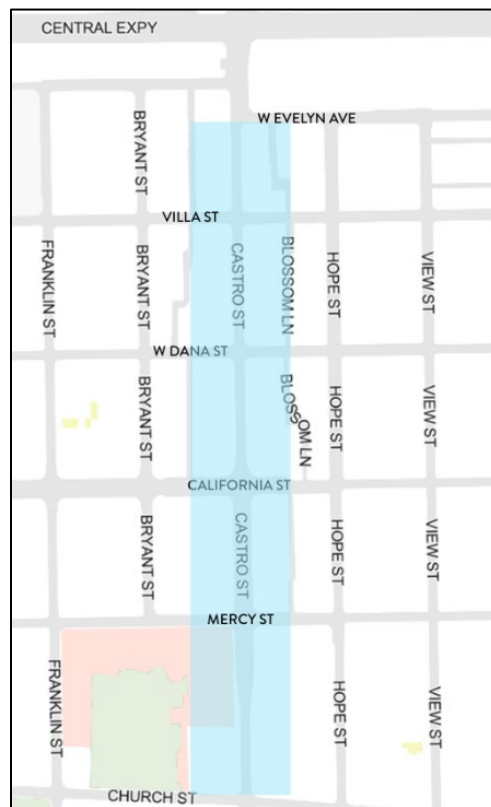 CENTRAL EXPY
W EVELYN AVE
BRYANT ST
VILLA ST
FRANKLIN ST
BRYANT ST
CASTRO ST
BLOSSOM LN
HOPE ST
VIEW ST
W DANA ST
BRYANT ST
BLOSSOM LN
HOPE ST
VIEW ST
CALIFORNIA ST
BRYANT ST
CASTRO ST
HOPE ST
VIEW ST
MERCY ST
FRANKLIN ST
HOPE ST
VIEW ST
CHURCH ST